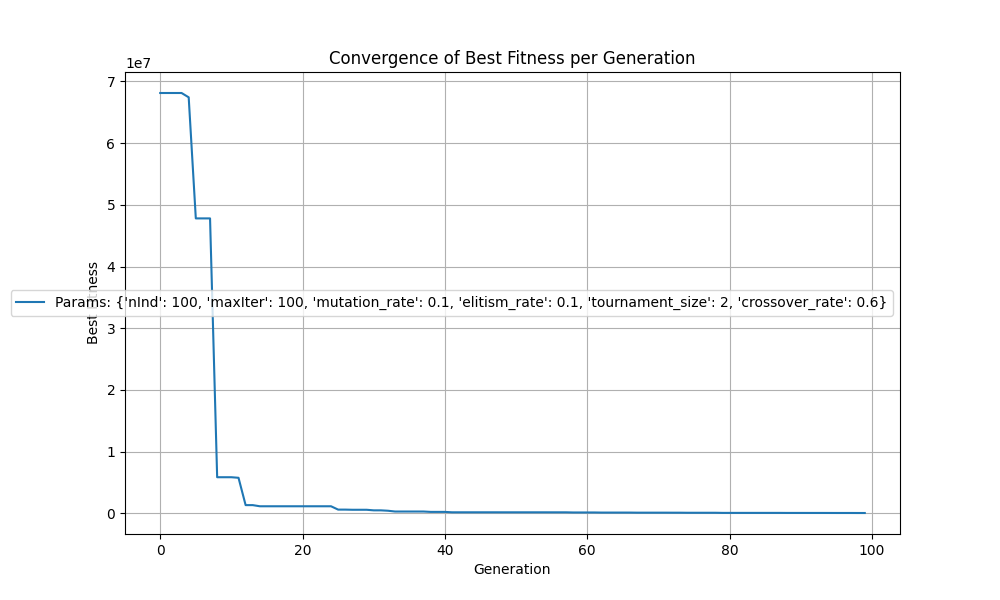 Convergence of Best Fitness per Generation
1e7
7
6
5
4
Params: {'nInd': 100, 'maxIter': 100, 'mutation_rate': 0.1, 'elitism_rate': 0.1, 'tournament_size': 2, 'crossover_rate': 0.6}
3
2
1
0
Best Fitness
0 20 40 60 80 100
Generation